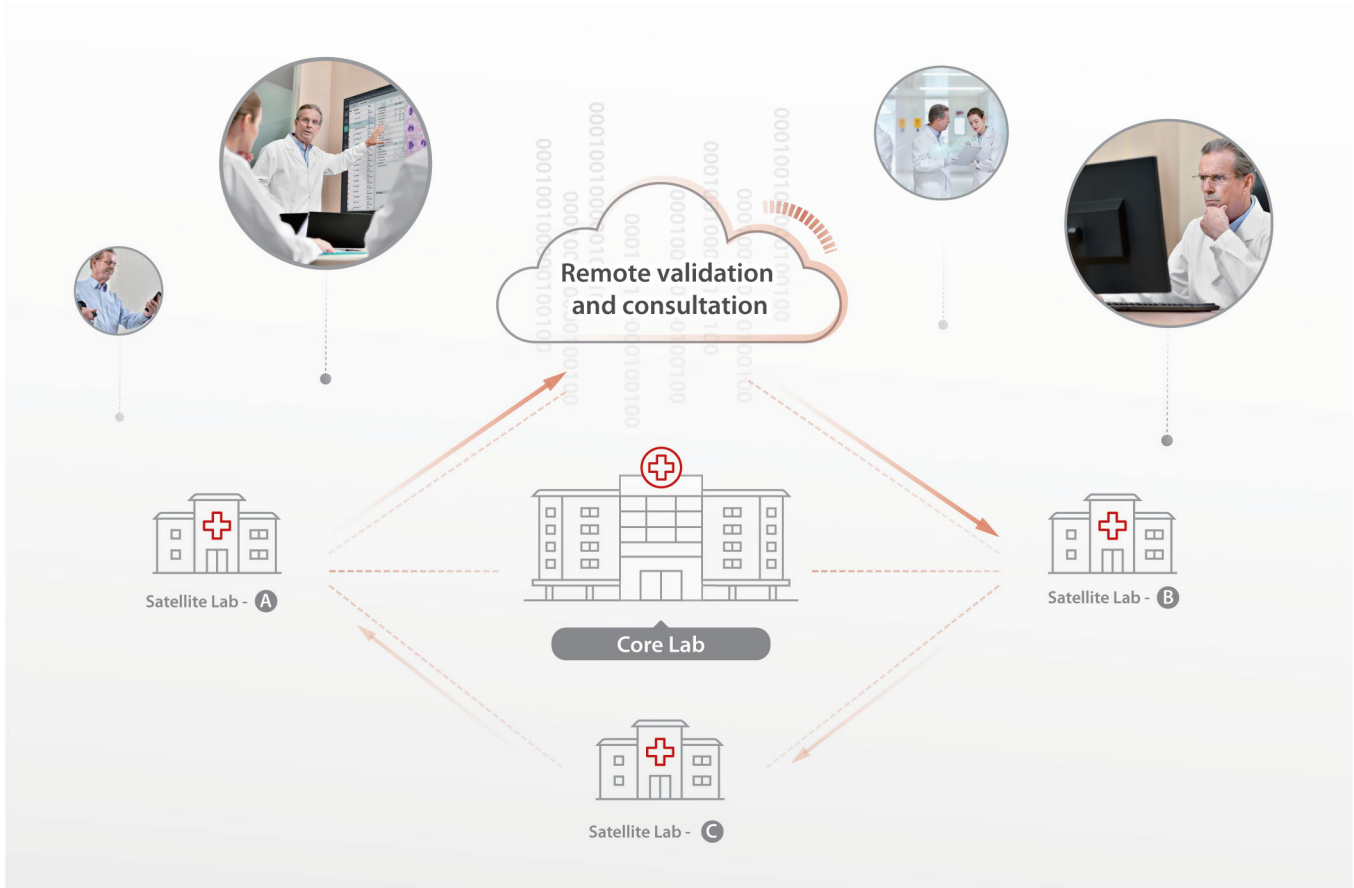 Remote validation
and consultation
Satellite Lab - A
Satellite Lab - B
Core Lab
Satellite Lab - C